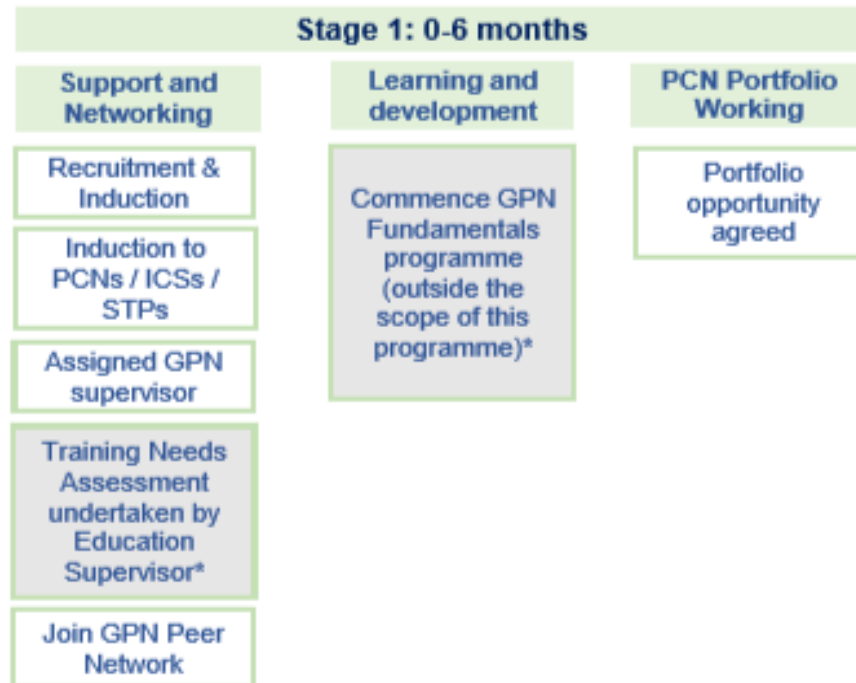 Stage 1: 0-6 months
Support and
Networking
Recruitment &
Induction
Induction to
PCNs / ICSs /
STPs
Assigned GPN
supervisor
Training Needs
Assessment
undertaken by
Education
Supervisor*
Join GPN Peer
Network
Learning and
development
Commence GPN
Fundamentals
programme
(outside the
scope of this
programme)*
PCN Portfolio
Working
Portfolio
opportunity
agreed